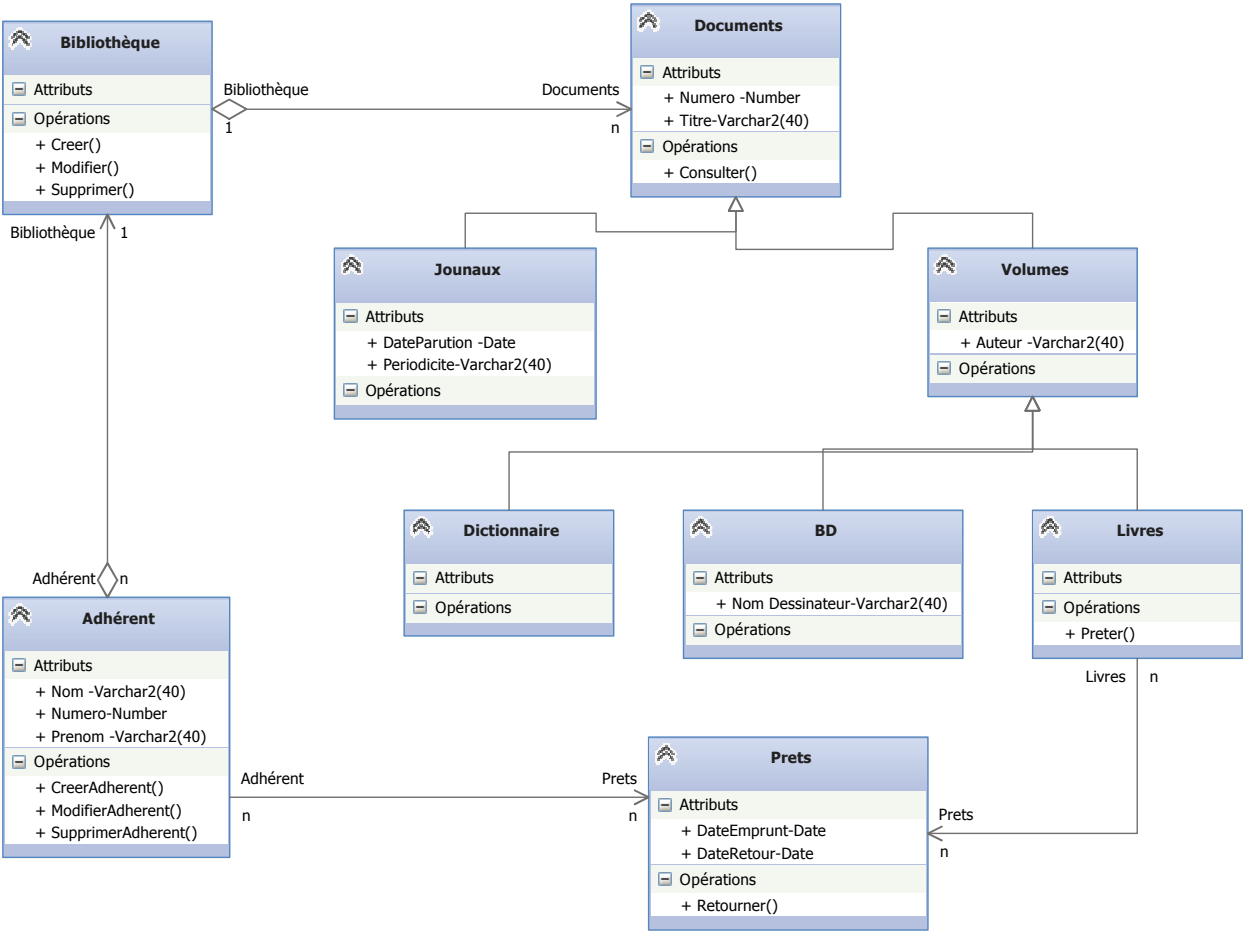 Bibliothèque
Attributs
Opérations
+ Creer()
+ Modifier()
+ Supprimer()
Bibliothèque
1
Documents
n
Documents
Attributs
+ Numero -Number
+ Titre-Varchar2(40)
Opérations
+ Consulter()
Bibliothèque
1
Jounaux
Attributs
+ DateParution -Date
+ Periodicite-Varchar2(40)
Opérations
Volumes
Attributs
+ Auteur -Varchar2(40)
Opérations
Dictionnaire
Attributs
Opérations
BD
Attributs
+ Nom Dessinateur-Varchar2(40)
Opérations
Livres
Attributs
Opérations
+ Preter()
Adhérent
n
Adhérent
Attributs
+ Nom -Varchar2(40)
+ Numero-Number
+ Prenom -Varchar2(40)
Opérations
+ CreerAdherent()
+ ModifierAdherent()
+ SupprimerAdherent()
Adhérent
n
Prets
n
Prets
Attributs
+ DateEmprunt-Date
+ DateRetour-Date
Opérations
+ Retourner()
Livres
n
Prets
n